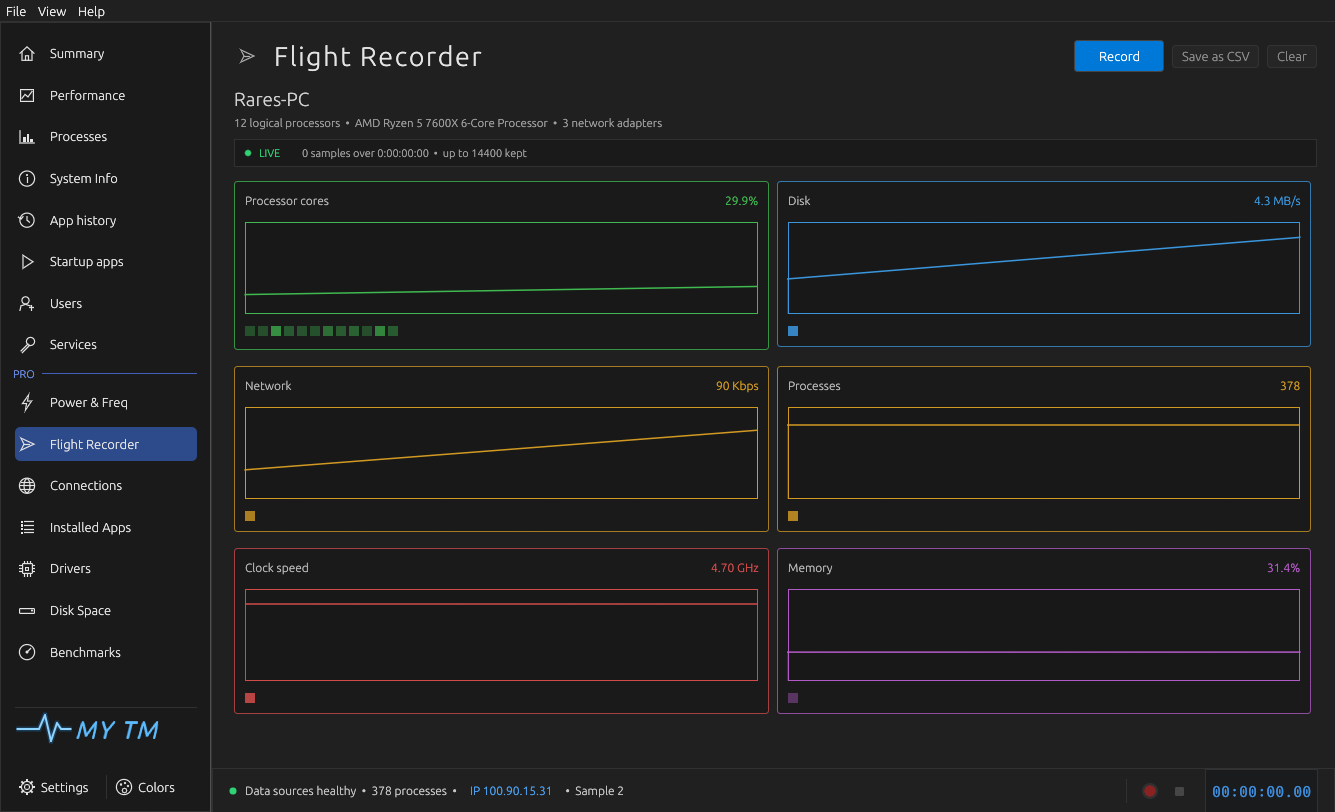 File View Help
Summary
Performance
Processes
System Info
App history
Startup apps
Users
Services
PRO
Power & Freq
Flight Recorder
Connections
Installed Apps
Drivers
Disk Space
Benchmarks
MY TM
Settings Colors
Flight Recorder
Record Save as CSV Clear
Rares-PC
12 logical processors • AMD Ryzen 5 7600X 6-Core Processor • 3 network adapters
LIVE 0 samples over 0:00:00:00 • up to 14400 kept
Processor cores 29.9%
Disk 4.3 MB/s
Network 90 Kbps
Processes 378
Clock speed 4.70 GHz
Memory 31.4%
Data sources healthy • 378 processes • IP 100.90.15.31 • Sample 2
00:00:00.00